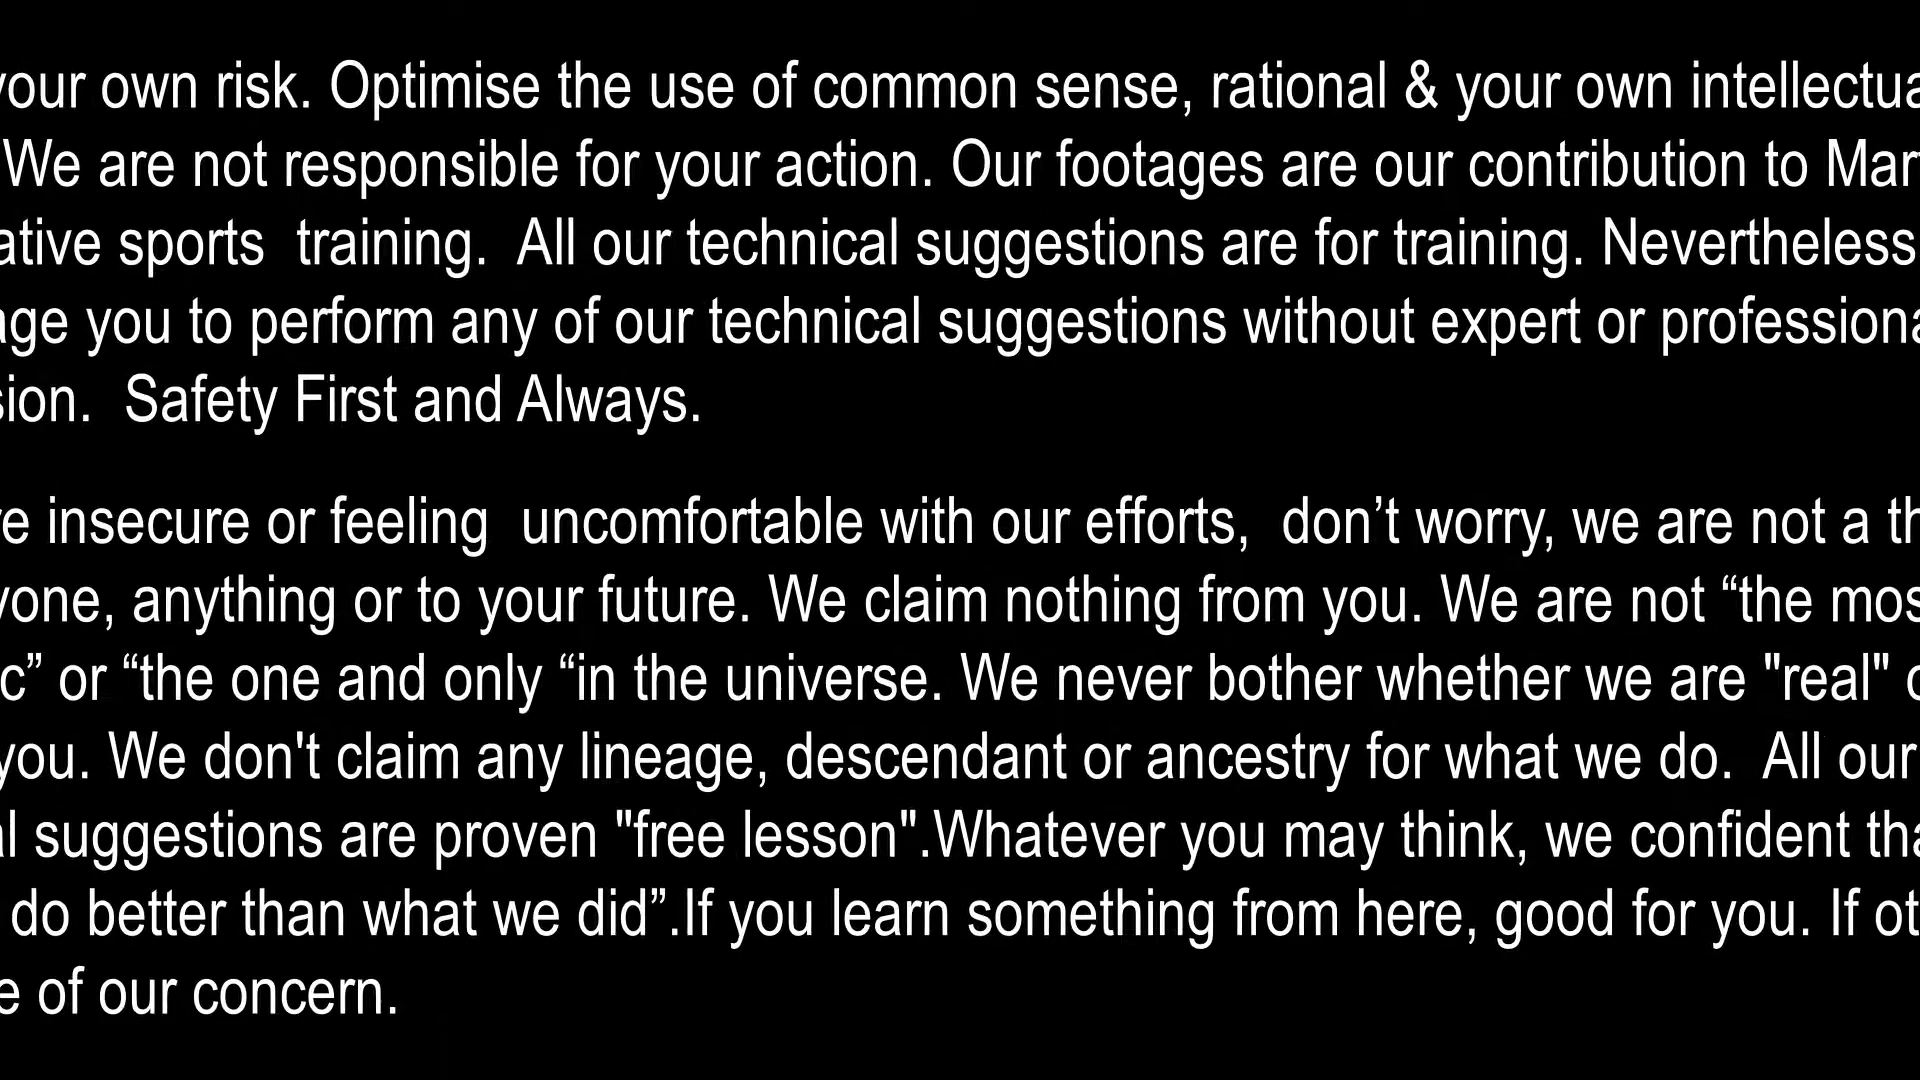 your own risk. Optimise the use of common sense, rational & your own intellectua
We are not responsible for your action. Our footages are our contribution to Mar
ative sports  training.  All our technical suggestions are for training. Nevertheless
age you to perform any of our technical suggestions without expert or professiona
sion.  Safety First and Always.
re insecure or feeling  uncomfortable with our efforts,  don’t worry, we are not a th
yone, anything or to your future. We claim nothing from you. We are not “the mos
c” or “the one and only “in the universe. We never bother whether we are "real" o
you. We don't claim any lineage, descendant or ancestry for what we do.  All our
al suggestions are proven "free lesson".Whatever you may think, we confident tha
do better than what we did”.If you learn something from here, good for you. If ot
e of our concern.